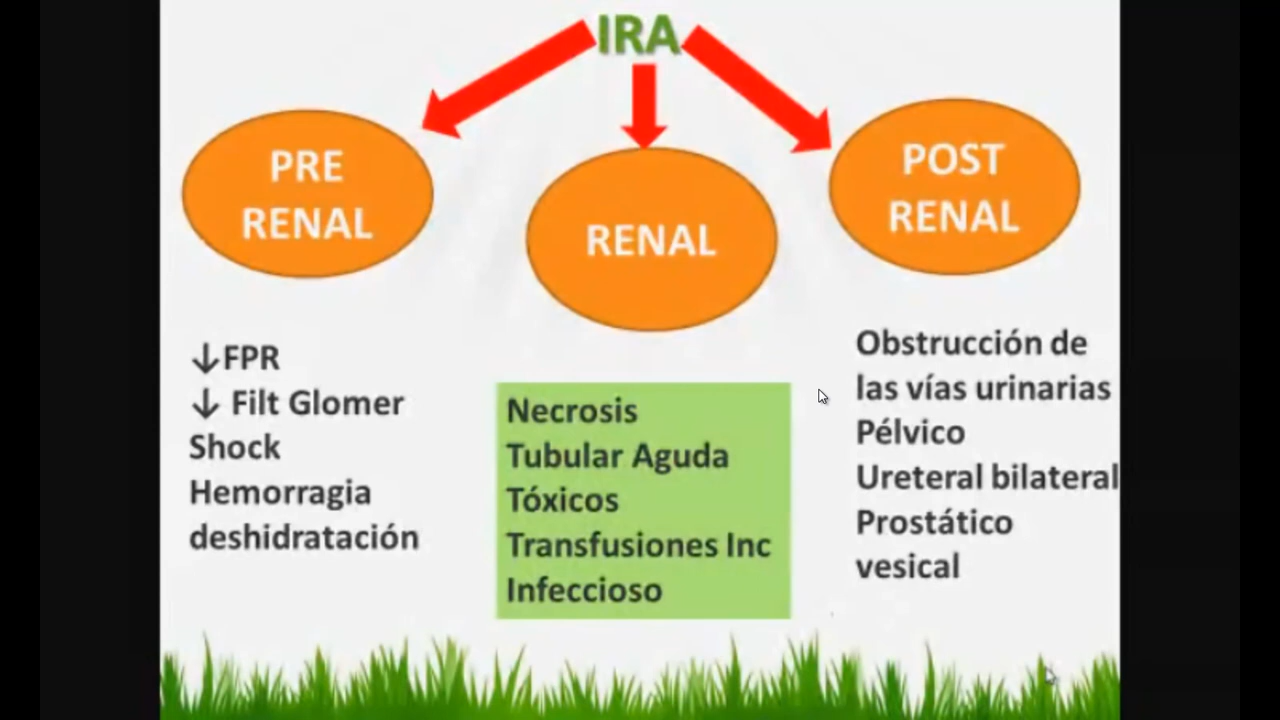 IRA
PRE
RENAL
RENAL
POST
RENAL
↓FPR
↓ Filt Glomer
Shock
Hemorragia
deshidratación
Necrosis
Tubular Aguda
Tóxicos
Transfusiones Inc
Infeccioso
Obstrucción de
las vías urinarias
Pélvico
Ureteral bilateral
Prostático
vesical